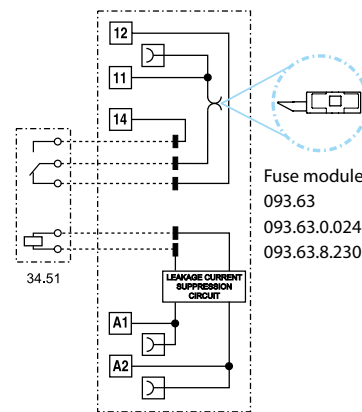 12
11
14
34.51
Fuse module
093.63
093.63.0.024
093.63.8.230
LEAKAGE CURRENT
SUPPRESSION
CIRCUIT
A1
A2